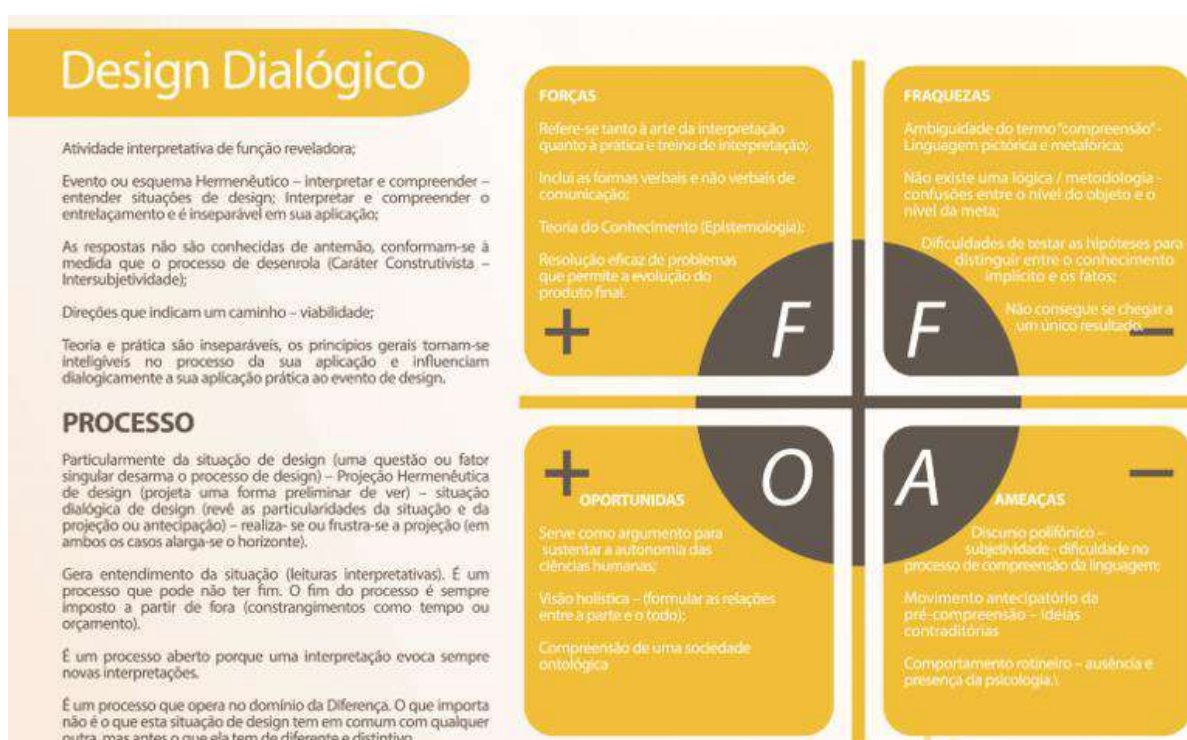 Design Dialógico
Atividade interpretativa de função reveladora;
Evento ou esquema Hermenêutico – interpretar e compreender –
entender situações de design; Interpretar e compreender o
entrelaçamento e é inseparável em sua aplicação;
As respostas não são conhecidas de antemão, conformam-se à
medida que o processo de desenrola (Caráter Construtivista –
Intersubjetividade);
Direções que indicam um caminho – viabilidade;
Teoria e prática são inseparáveis, os princípios gerais tornam-se
inteligíveis no processo da sua aplicação e influenciam
dialogicamente a sua aplicação prática ao evento de design.
PROCESSO
Particularmente da situação de design (uma questão ou fator
singular desarma o processo de design) – Projeção Hermenêutica
de design (projeta uma forma preliminar de ver) – situação
dialógica de design (revê as particularidades da situação e da
projeção ou antecipação) – realiza- se ou frustra-se a projeção (em
ambos os casos alarga-se o horizonte).
Gera entendimento da situação (leituras interpretativas). É um
processo que pode não ter fim. O fim do processo é sempre
imposto a partir de fora (constrangimentos como tempo ou
orçamento).
É um processo aberto porque uma interpretação evoca sempre
novas interpretações.
É um processo que opera no domínio da Diferença. O que importa
não é o que esta situação de design tem em comum com qualquer
outra, mas antes o que ela tem de diferente e distintivo
FORÇAS
Refere-se tanto à arte da interpretação
quanto à prática e treino de interpretação;
Inclui as formas verbais e não verbais de
comunicação;
Teoria do Conhecimento (Epistemologia);
Resolução eficaz de problemas
que permite a evolução do
produto final.
+
F
FRAQUEZAS
Ambiguidade do termo "compreensão" -
Linguagem pictórica e metafórica;
Não existe uma lógica / metodologia -
confusões entre o nível do objeto e o
nível da meta;
Dificuldades de testar as hipóteses para
distinguir entre o conhecimento
implícito e os fatos;
Não consegue se chegar a
um único resultado.
F
–
+
O
OPORTUNIDAS
Serve como argumento para
sustentar a autonomia das
ciências humanas;
Visão holística – (formular as relações
entre a parte e o todo);
Compreensão de uma sociedade
ontológica
A
–
AMEAÇAS
Discurso polifônico –
subjetividade - dificuldade no
processo de compreensão da linguagem;
Movimento antecipatório da
pré-compreensão – ideias
contraditórias
Comportamento rotineiro – ausência e
presença da psicologia.\